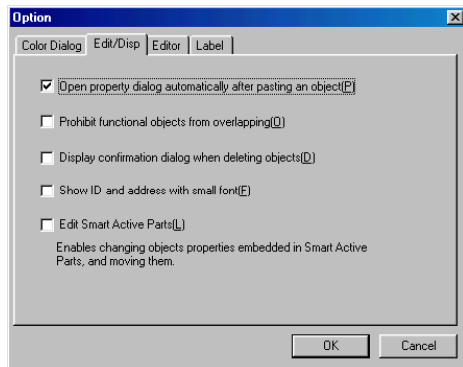 Option
Color Dialog Edit/Disp Editor Label
Open property dialog automatically after pasting an object(P)
Prohibit functional objects from overlapping(O)
Display confirmation dialog when deleting objects(D)
Show ID and address with small font(F)
Edit Smart Active Parts(L)
Enables changing objects properties embedded in Smart Active
Parts, and moving them.
OK Cancel